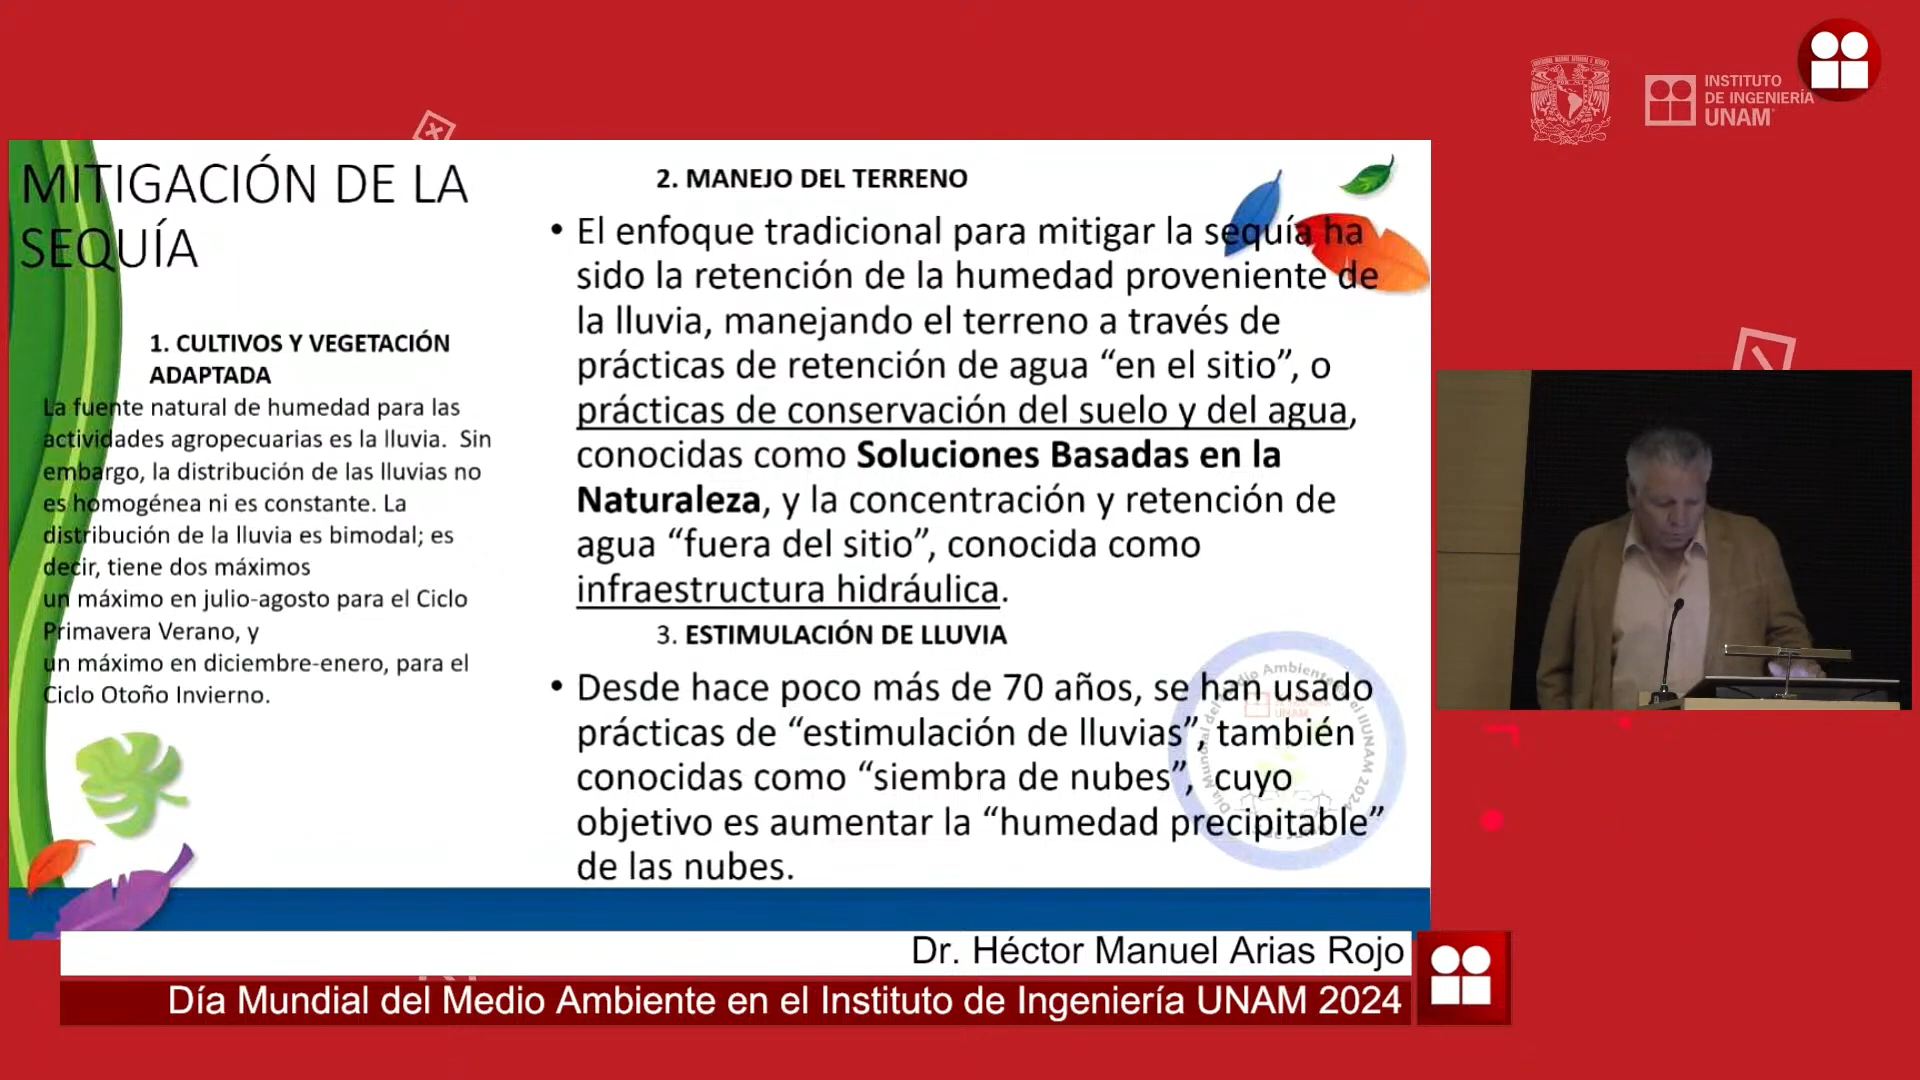 INSTITUTO
DE INGENIERÍA
UNAM
MITIGACIÓN DE LA
SEQUÍA
1. CULTIVOS Y VEGETACIÓN
ADAPTADA
La fuente natural de humedad para las
actividades agropecuarias es la lluvia. Sin
embargo, la distribución de las lluvias no
es homogénea ni es constante. La
distribución de la lluvia es bimodal; es
decir, tiene dos máximos
un máximo en julio-agosto para el Ciclo
Primavera Verano, y
un máximo en diciembre-enero, para el
Ciclo Otoño Invierno.
2. MANEJO DEL TERRENO
• El enfoque tradicional para mitigar la sequía ha
sido la retención de la humedad proveniente de
la lluvia, manejando el terreno a través de
prácticas de retención de agua “en el sitio”, o
prácticas de conservación del suelo y del agua,
conocidas como Soluciones Basadas en la
Naturaleza, y la concentración y retención de
agua “fuera del sitio”, conocida como
infraestructura hidráulica.
3. ESTIMULACIÓN DE LLUVIA
• Desde hace poco más de 70 años, se han usado
prácticas de “estimulación de lluvias”, también
conocidas como “siembra de nubes”, cuyo
objetivo es aumentar la “humedad precipitable”
de las nubes.
Día Mundial del Medio Ambiente en el IIUNAM 2024
Dr. Héctor Manuel Arias Rojo
Día Mundial del Medio Ambiente en el Instituto de Ingeniería UNAM 2024